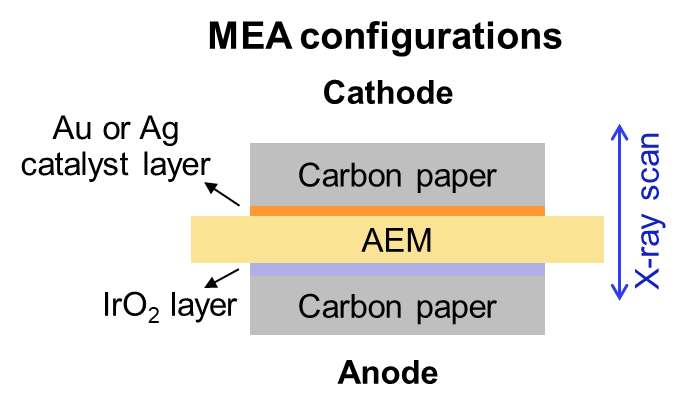 MEA configurations
Cathode
Au or Ag
catalyst layer
Carbon paper
AEM
IrO₂ layer
Carbon paper
Anode
X-ray scan